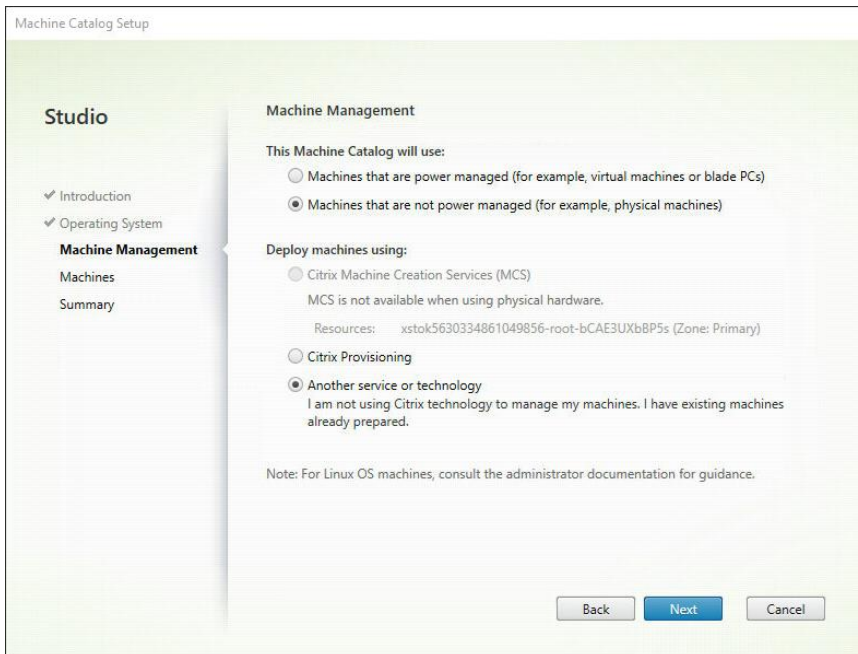 Machine Catalog Setup
Studio
Introduction
Operating System
Machine Management
Machines
Summary
Machine Management
This Machine Catalog will use:
Machines that are power managed (for example, virtual machines or blade PCs)
Machines that are not power managed (for example, physical machines)
Deploy machines using:
Citrix Machine Creation Services (MCS)
MCS is not available when using physical hardware.
Resources: xstok5630334861049856-root-bCAE3UXbBP5s (Zone: Primary)
Citrix Provisioning
Another service or technology
I am not using Citrix technology to manage my machines. I have existing machines
already prepared.
Note: For Linux OS machines, consult the administrator documentation for guidance.
Back Next Cancel